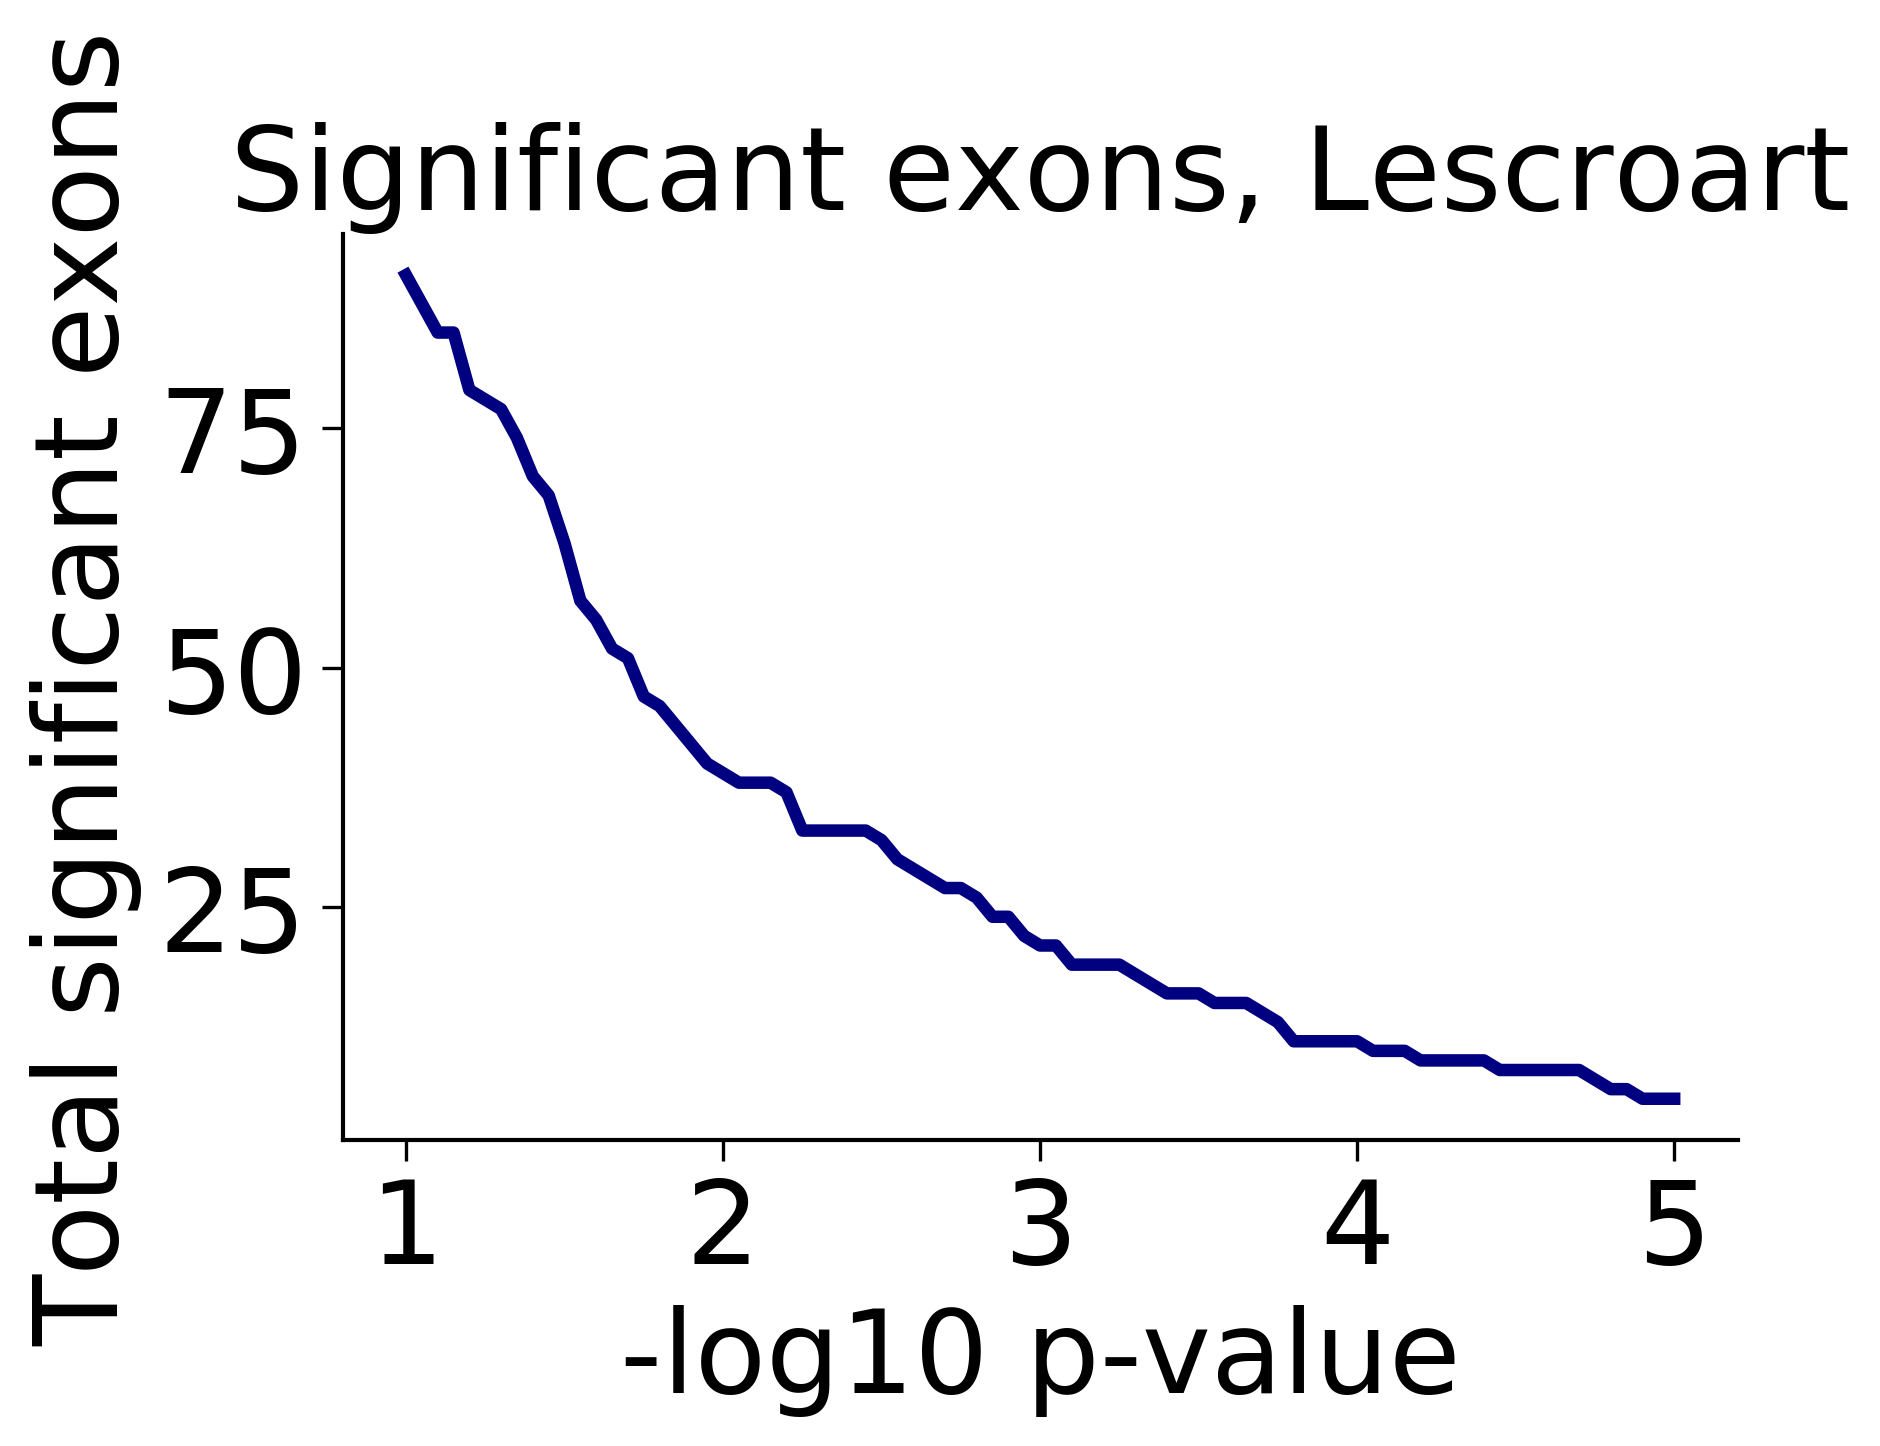 Significant exons, Lescroart
Total significant exons
75
50
25
1 2 3 4 5
-log10 p-value